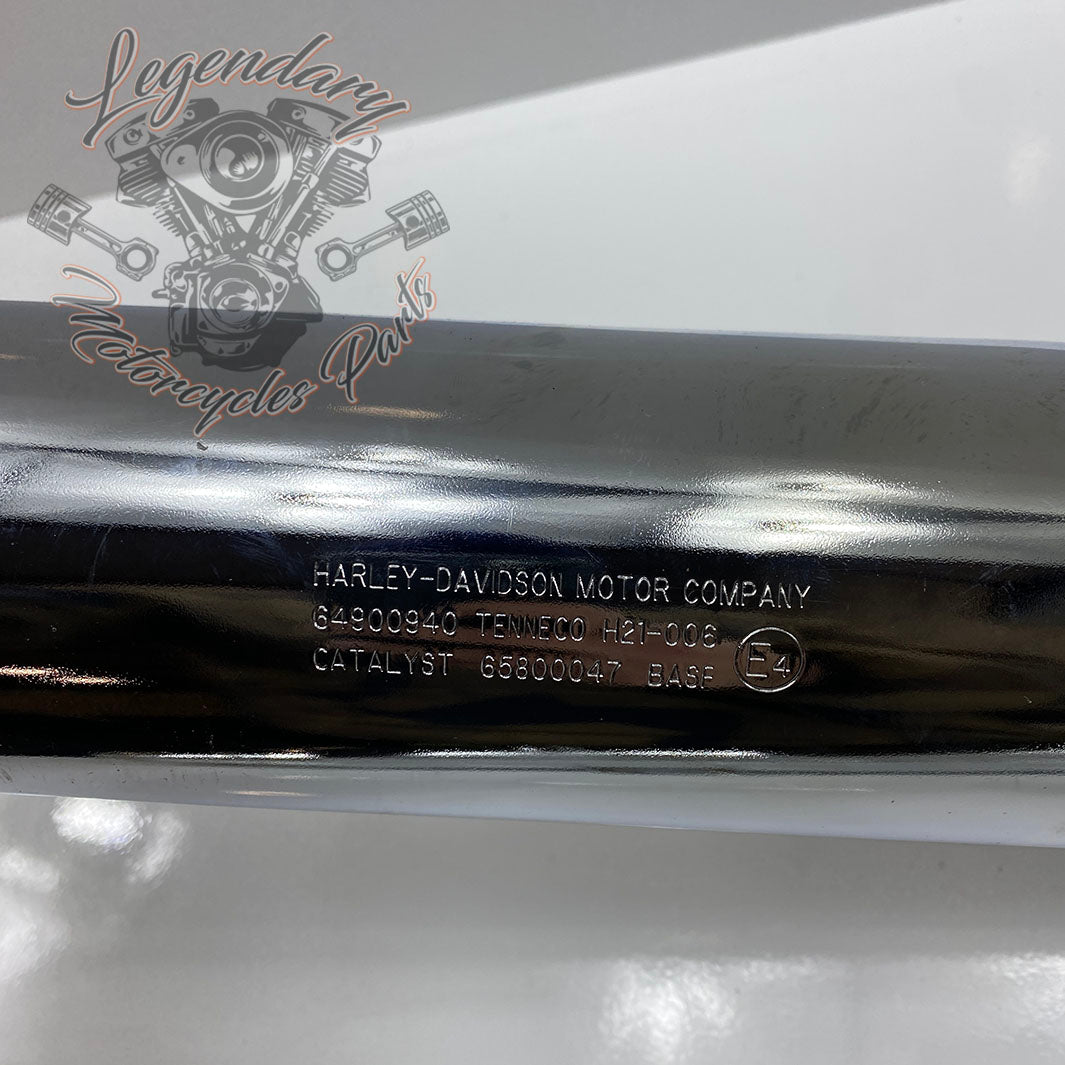 Legendary
Motorcycles Parts
HARLEY-DAVIDSON MOTOR COMPANY
64900940 TENNECO H21-006
CATALYST 65800047 BASF E4